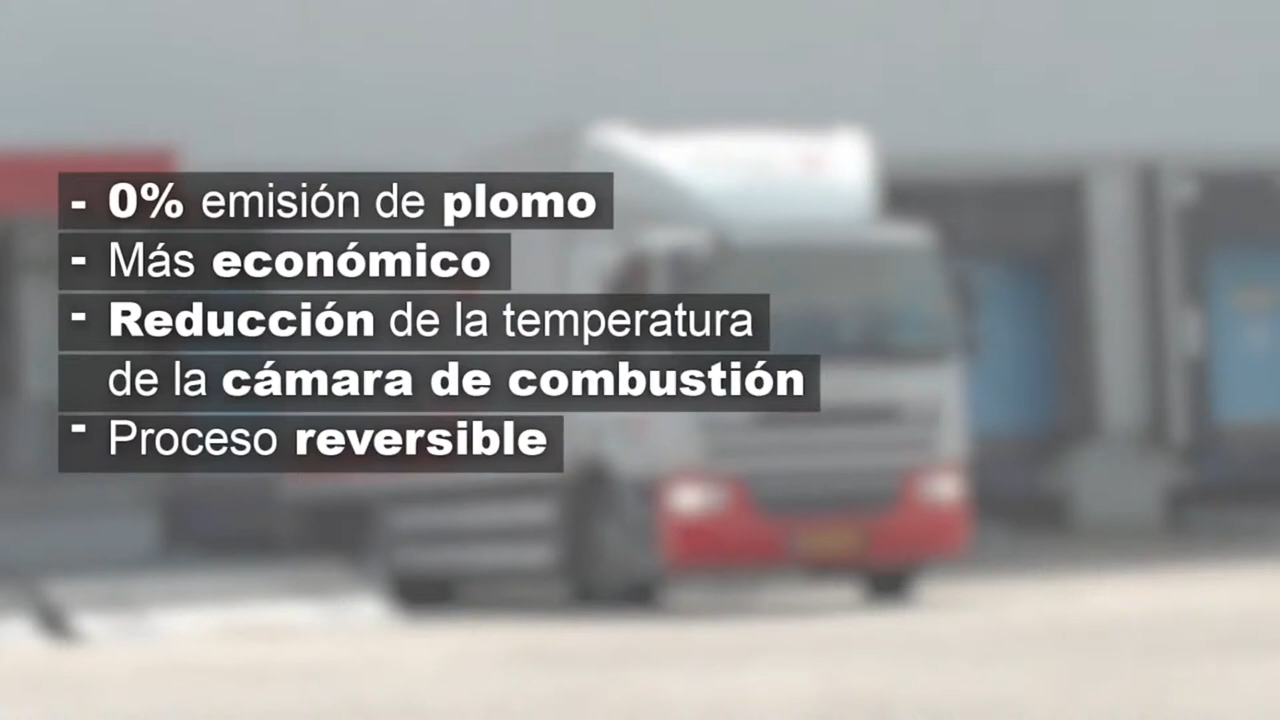 - 0% emisión de plomo
- Más económico
- Reducción de la temperatura
de la cámara de combustión
- Proceso reversible